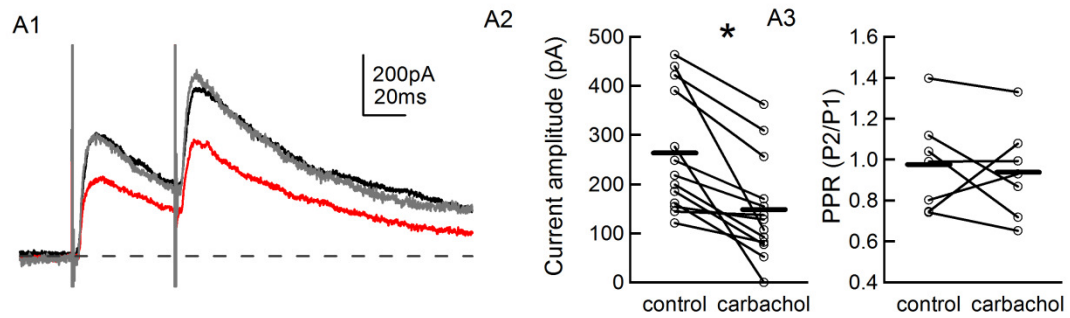 A1
200pA
20ms
A2
Current amplitude (pA)
500
400
300
200
100
0
*
control
carbachol
A3
PPR (P2/P1)
1.6
1.4
1.2
1.0
0.8
0.6
0.4
control
carbachol